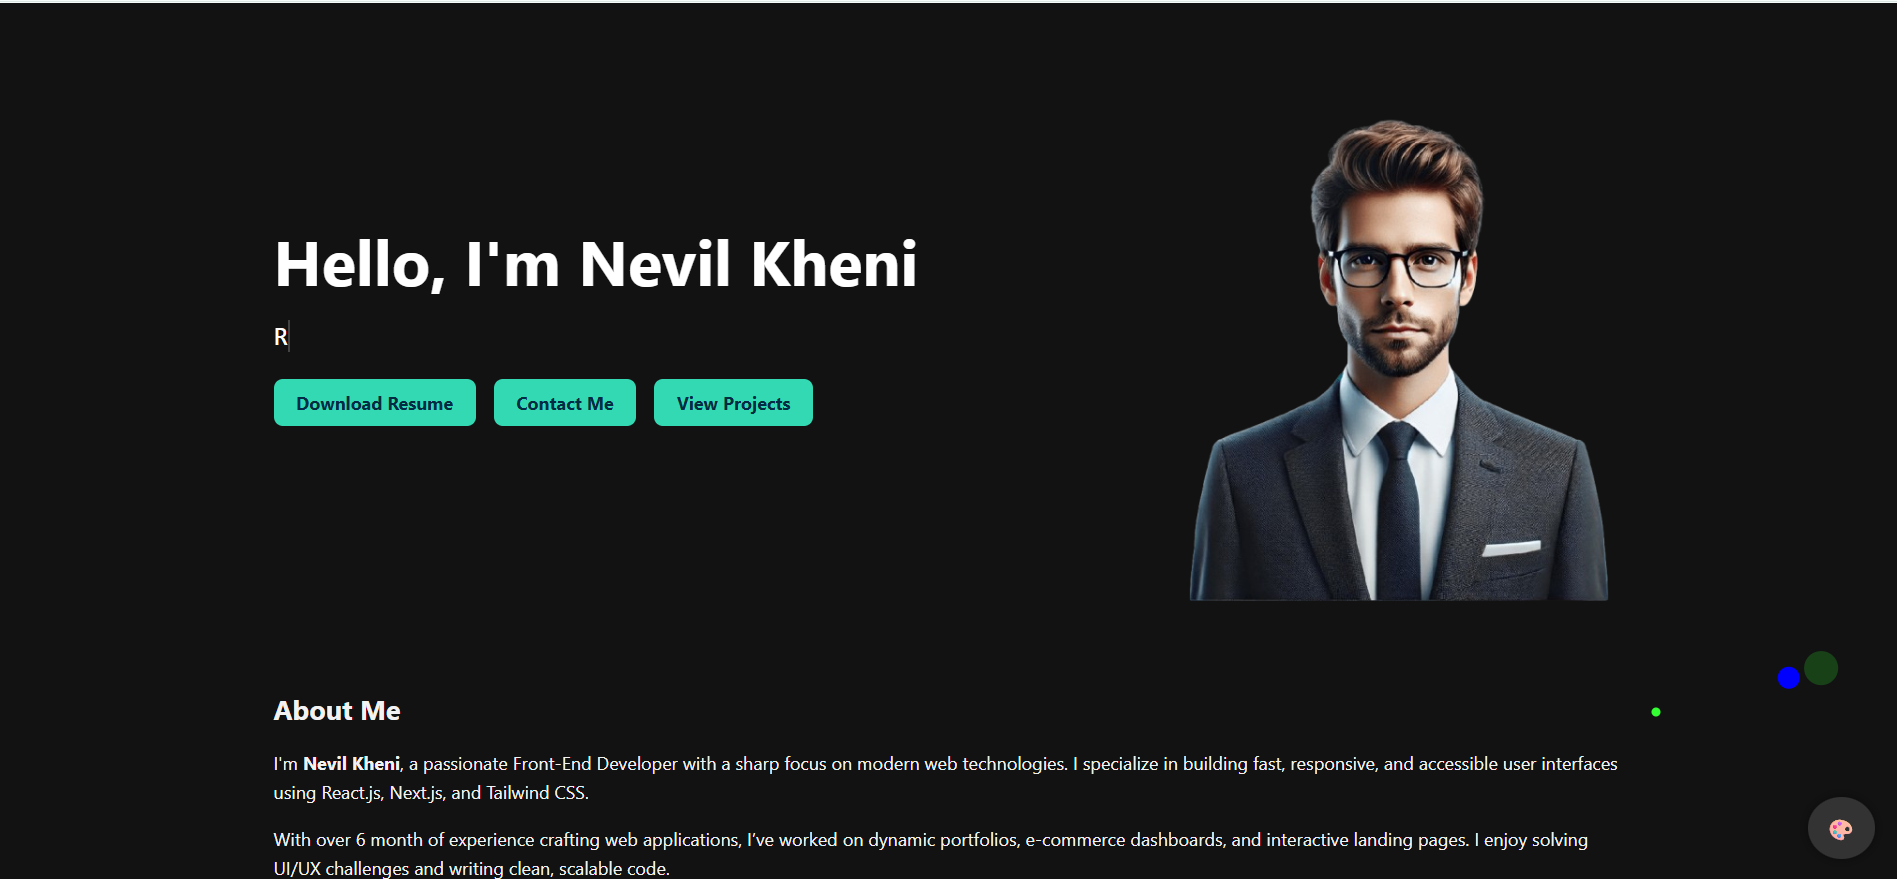 Hello, I'm Nevil Kheni
R
Download Resume
Contact Me
View Projects
About Me
I'm Nevil Kheni, a passionate Front-End Developer with a sharp focus on modern web technologies. I specialize in building fast, responsive, and accessible user interfaces
using React.js, Next.js, and Tailwind CSS.
With over 6 month of experience crafting web applications, I’ve worked on dynamic portfolios, e-commerce dashboards, and interactive landing pages. I enjoy solving
UI/UX challenges and writing clean, scalable code.